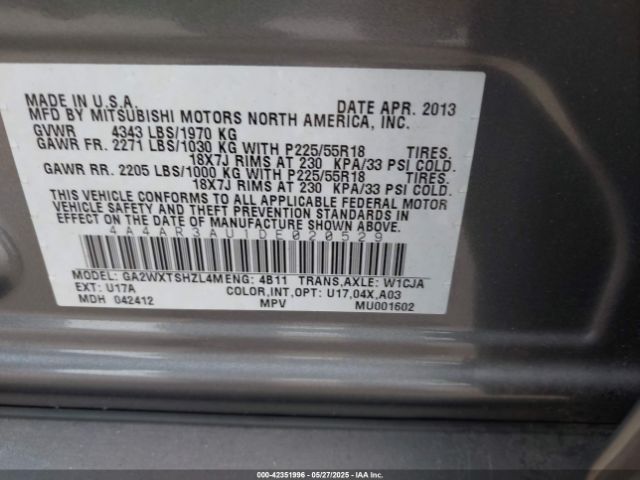 MADE IN U.S.A. DATE APR. 2013
MFD BY MITSUBISHI MOTORS NORTH AMERICA, INC.
GVWR 4343 LBS/1970 KG
GAWR FR. 2271 LBS/1030 KG WITH P225/55R18 TIRES.
18X7J RIMS AT 230 KPA/33 PSI COLD.
GAWR RR. 2205 LBS/1000 KG WITH P225/55R18 TIRES.
18X7J RIMS AT 230 KPA/33 PSI COLD.
THIS VEHICLE CONFORMS TO ALL APPLICABLE FEDERAL MOTOR
VEHICLE SAFETY AND THEFT PREVENTION STANDARDS IN
EFFECT ON THE DATE OF MANUFACTURE SHOWN ABOVE.
4A4AR3AU1DE020529
MODEL: GA2WXTSHZL4M ENG: 4B11 TRANS,AXLE: W1CJA
EXT: U17A COLOR,INT,OPT: U17,04X,A03
MDH 042412 MPV MU001602
000-42351996 | 05/27/2025 | IAA Inc.